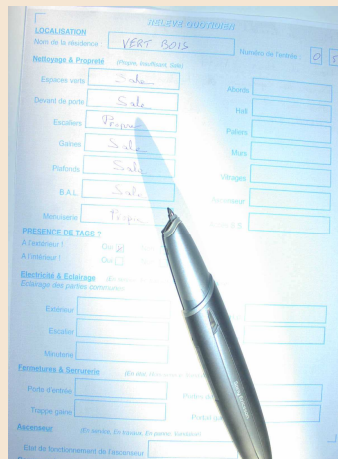 RELEVE QUOTIDIEN
LOCALISATION
Nom de la résidence : VERT BOIS Numéro de l'entrée : 0
Nettoyage & Propreté (Propre, Insuffisant, Sale)
Espaces verts Sale Abords
Devant de porte Sale Hall
Escaliers Propre Paliers
Gaines Sale Murs
Plafonds Sale Vitrages
B.A.L. Sale
Menuiserie Propre
PRESENCE DE TAGS ?
A l'extérieur ! Oui
A l'intérieur ! Oui
Electricité & Eclairage
Eclairage des parties communes
Extérieur
Escalier
Minuterie
Fermetures & Serrurerie
Porte d'entrée
Trappe gaine
Ascenseur (En service, En travaux, En panne, Vandalisé)
Etat de fonctionnement de l'ascenseur